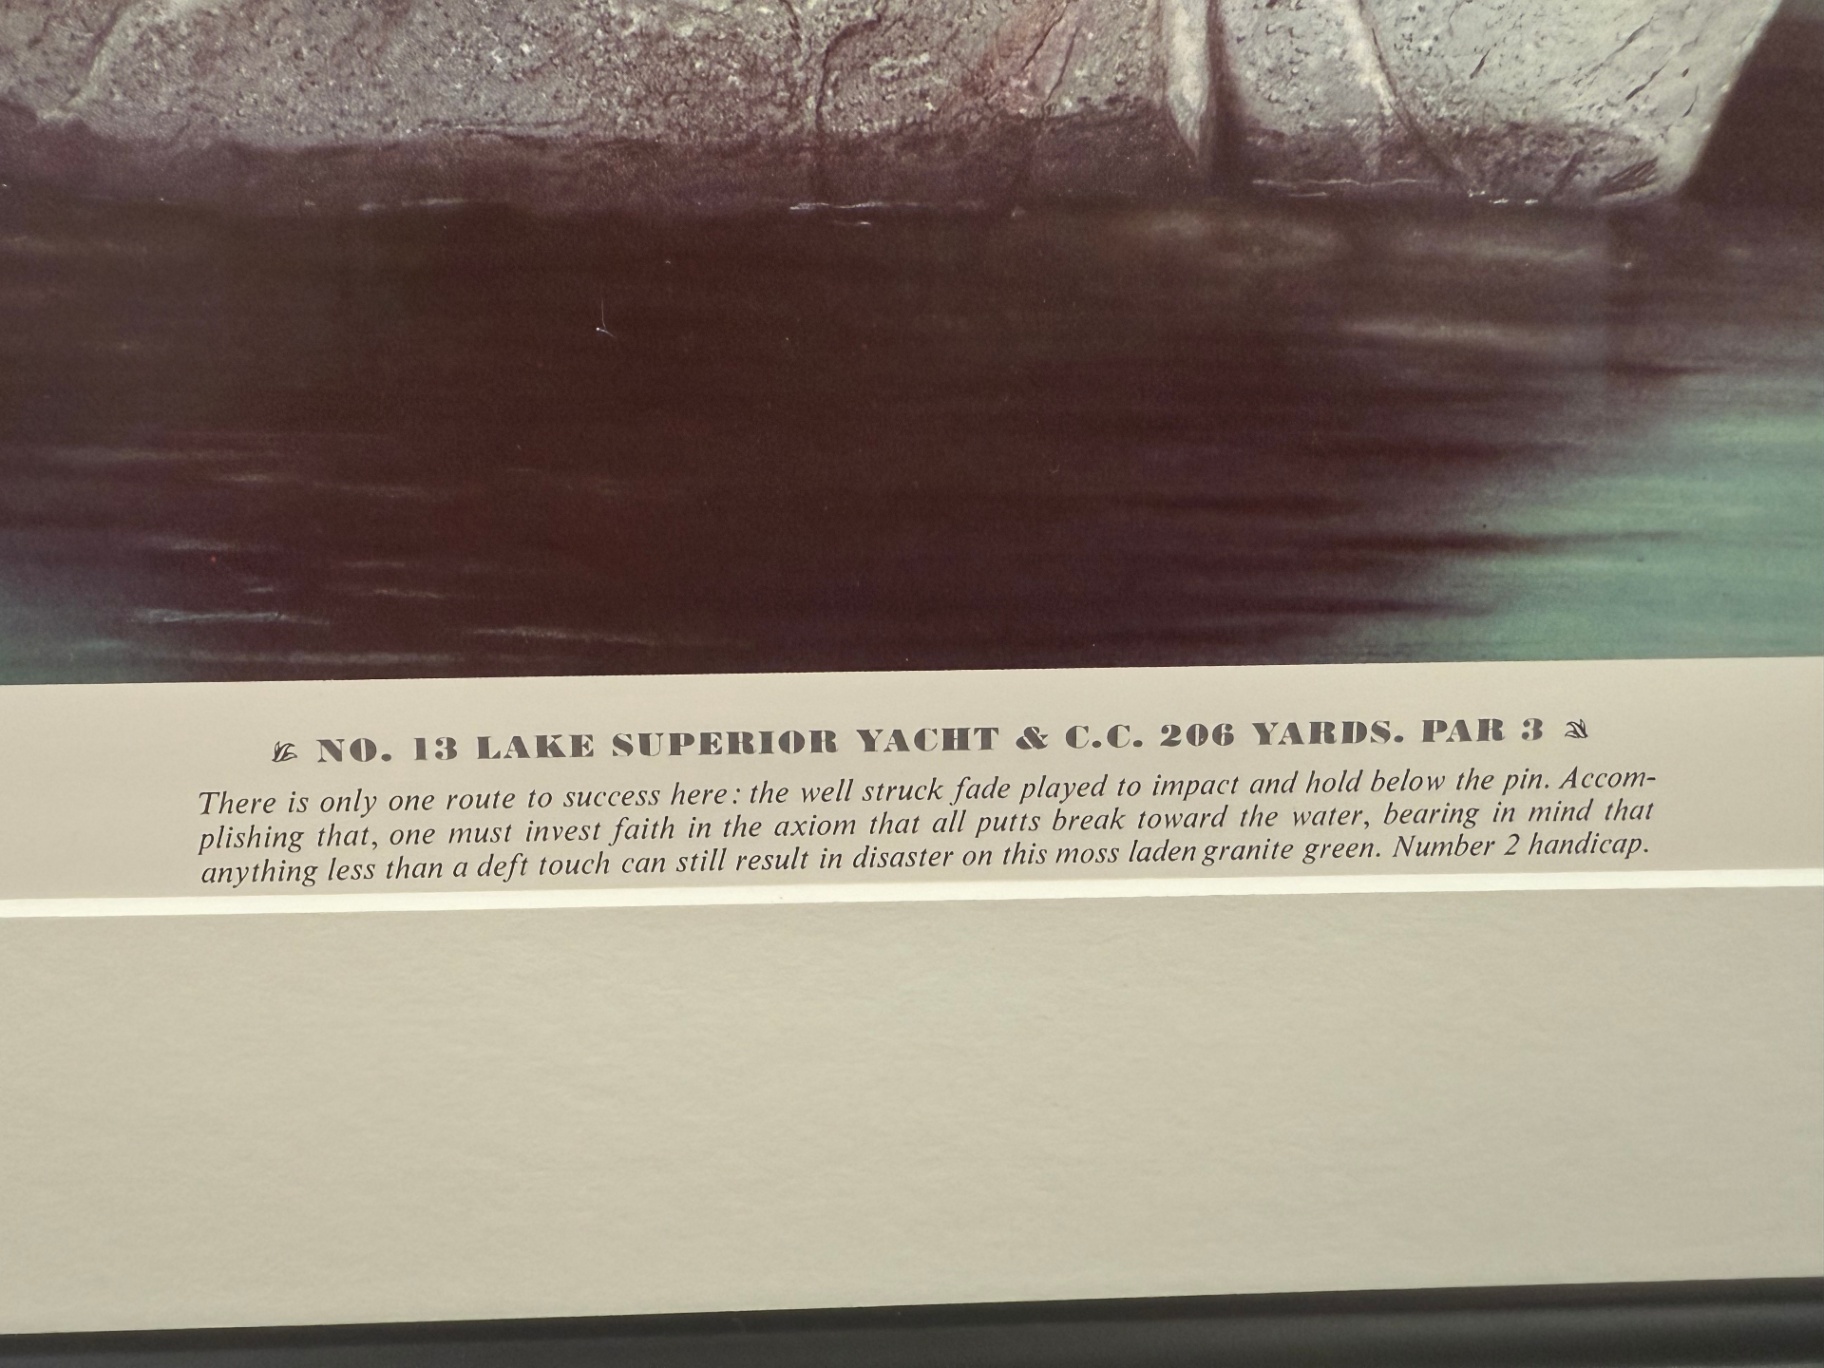 NO. 13 LAKE SUPERIOR YACHT & C.C. 206 YARDS. PAR 3
There is only one route to success here: the well struck fade played to impact and hold below the pin. Accom-
plishing that, one must invest faith in the axiom that all putts break toward the water, bearing in mind that
anything less than a deft touch can still result in disaster on this moss laden granite green. Number 2 handicap.